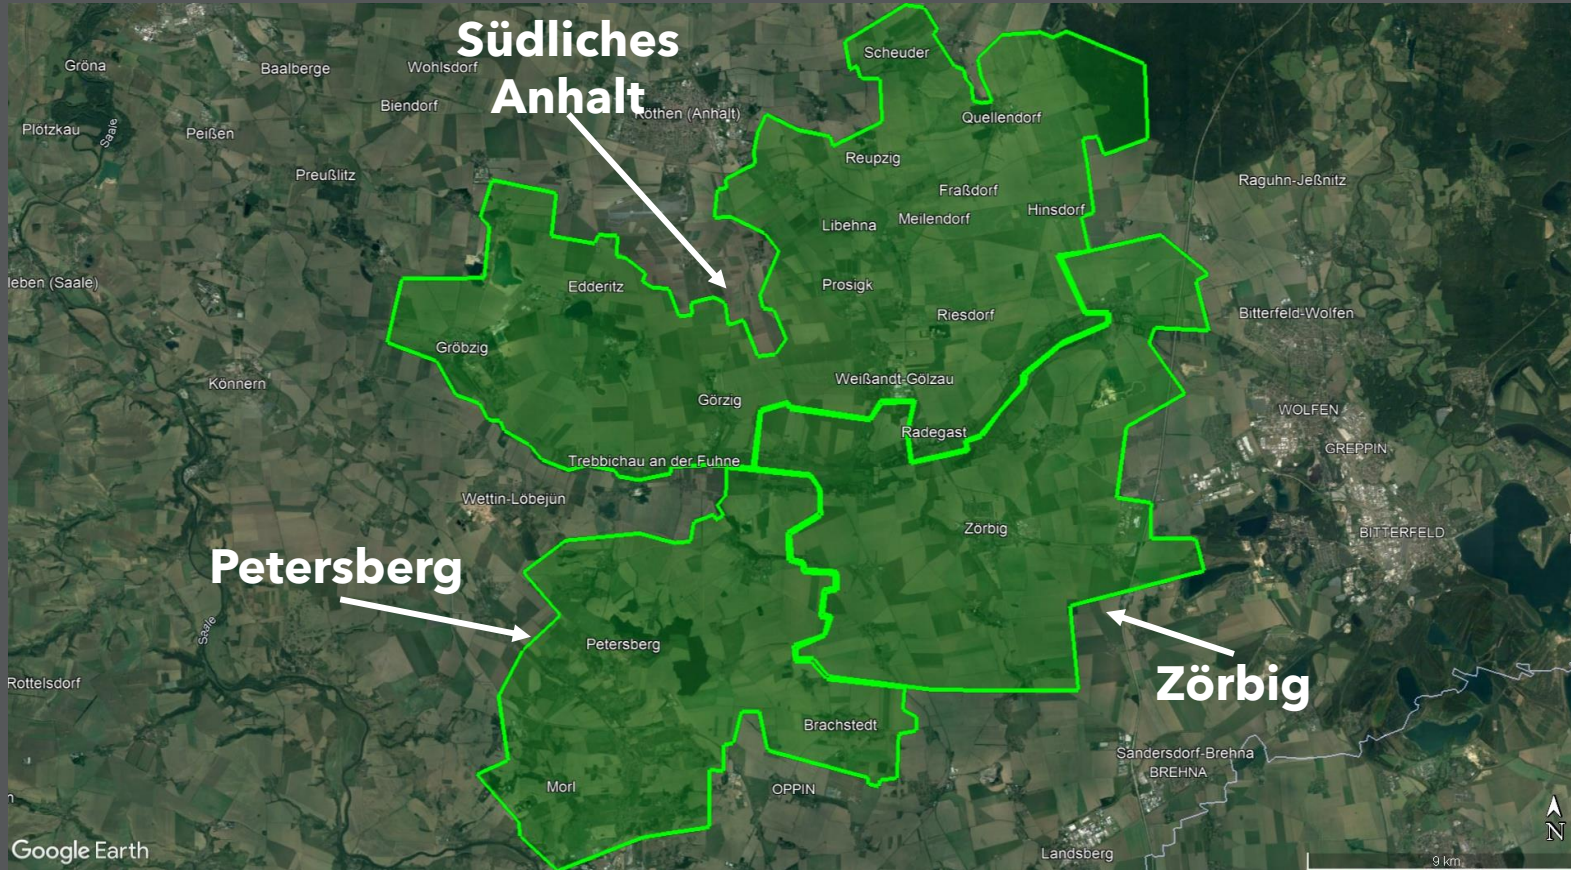 Südliches
Anhalt
Scheuder
Gröna
Baalberge
Wohlsdorf
Biendorf
Köthen (Anhalt)
Quellendorf
Plötzkau
Saale
Peißen
Reupzig
Preußlitz
Raguhn-Jeßnitz
Fraßdorf
Hinsdorf
Libehna
Meilendorf
leben (Saale)
Edderitz
Prosigk
Riesdorf
Bitterfeld-Wolfen
Gröbzig
Könnern
Weißandt-Gölzau
Görzig
WOLFEN
Radegast
GREPPIN
Trebbichau an der Fuhne
Wettin-Löbejün
Zörbig
BITTERFELD
Petersberg
Saale
Petersberg
Rottelsdorf
Zörbig
Brachstedt
Sandersdorf-Brehna
BREHNA
Morl
OPPIN
n
Google Earth
Landsberg
N
9 km